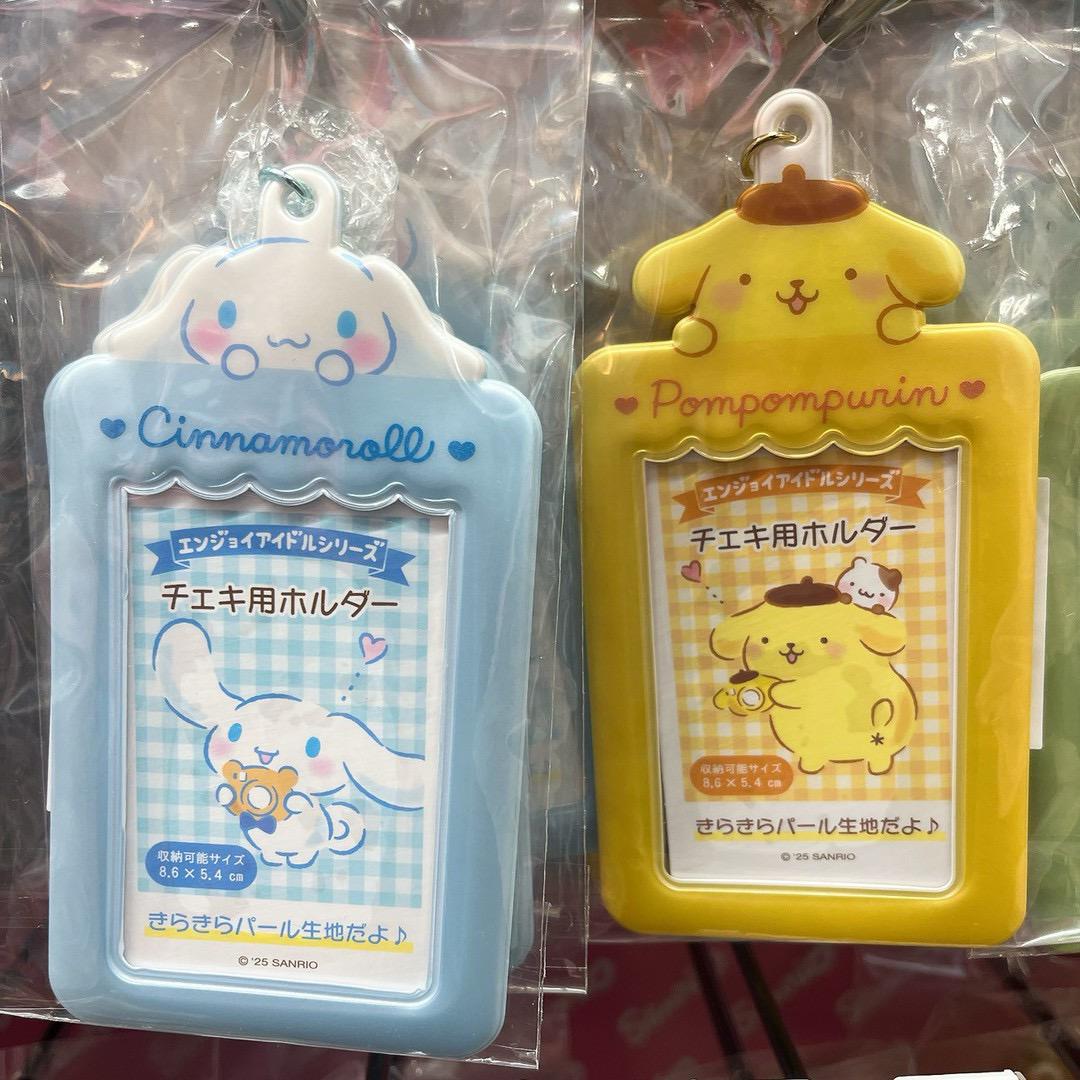 Cinnamoroll
エンジョイアイドルシリーズ
チェキ用ホルダー
収納可能サイズ
8.6 × 5.4 cm
きらきらパール生地だよ♪
© '25 SANRIO
Pompompurin
エンジョイアイドルシリーズ
チェキ用ホルダー
収納可能サイズ
8.6 × 5.4 cm
きらきらパール生地だよ♪
© '25 SANRIO